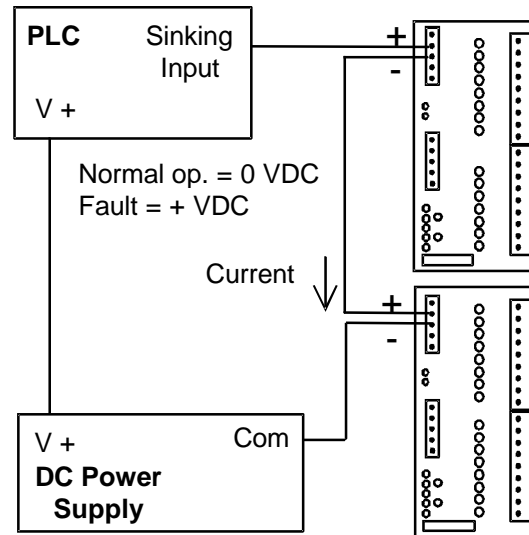 PLC Sinking
Input
V +
+
-
Normal op. = 0 VDC
Fault = + VDC
Current
+
-
V + Com
DC Power
Supply